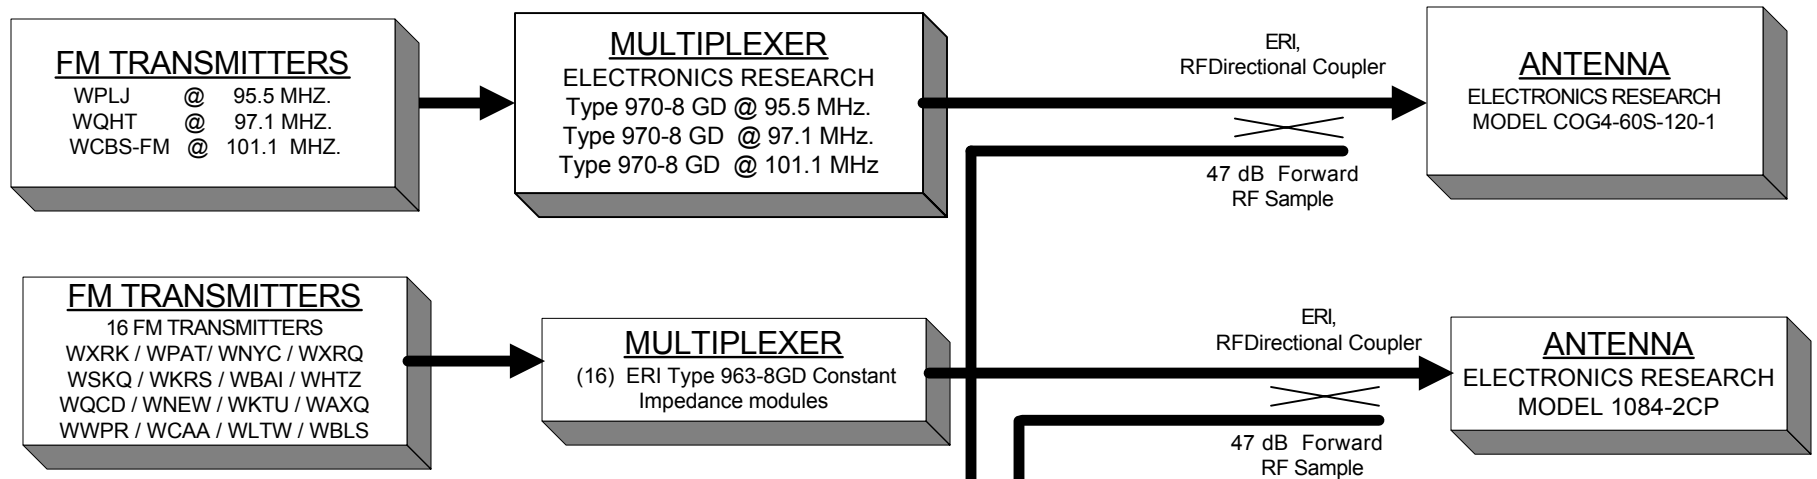 FM TRANSMITTERS
WPLJ @ 95.5 MHZ.
WQHT @ 97.1 MHZ.
WCBS-FM @ 101.1 MHZ.
MULTIPLEXER
ELECTRONICS RESEARCH
Type 970-8 GD @ 95.5 MHz.
Type 970-8 GD @ 97.1 MHz.
Type 970-8 GD @ 101.1 MHz
ERI,
RFDirectional Coupler
47 dB Forward
RF Sample
ANTENNA
ELECTRONICS RESEARCH
MODEL COG4-60S-120-1
FM TRANSMITTERS
16 FM TRANSMITTERS
WXRK / WPAT/ WNYC / WXRQ
WSKQ / WKRS / WBAI / WHTZ
WQCD / WNEW / WKTU / WAXQ
WWPR / WCAA / WLTW / WBLS
MULTIPLEXER
(16) ERI Type 963-8GD Constant
Impedance modules
ERI,
RFDirectional Coupler
47 dB Forward
RF Sample
ANTENNA
ELECTRONICS RESEARCH
MODEL 1084-2CP